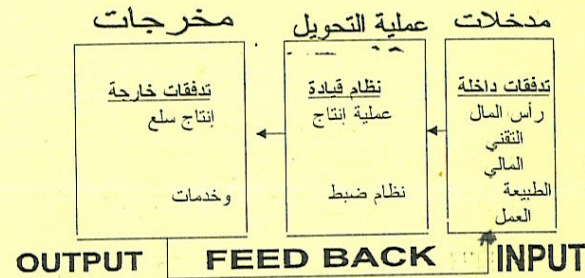 مدخلات
عملية التحويل
مخرجات
تدفقات داخلة
رأس المال
التقني
المالي
الطبيعة
العمل
نظام قيادة
عملية إنتاج
نظام ضبط
تدفقات خارجة
إنتاج سلع
وخدمات
OUTPUT FEED BACK INPUT